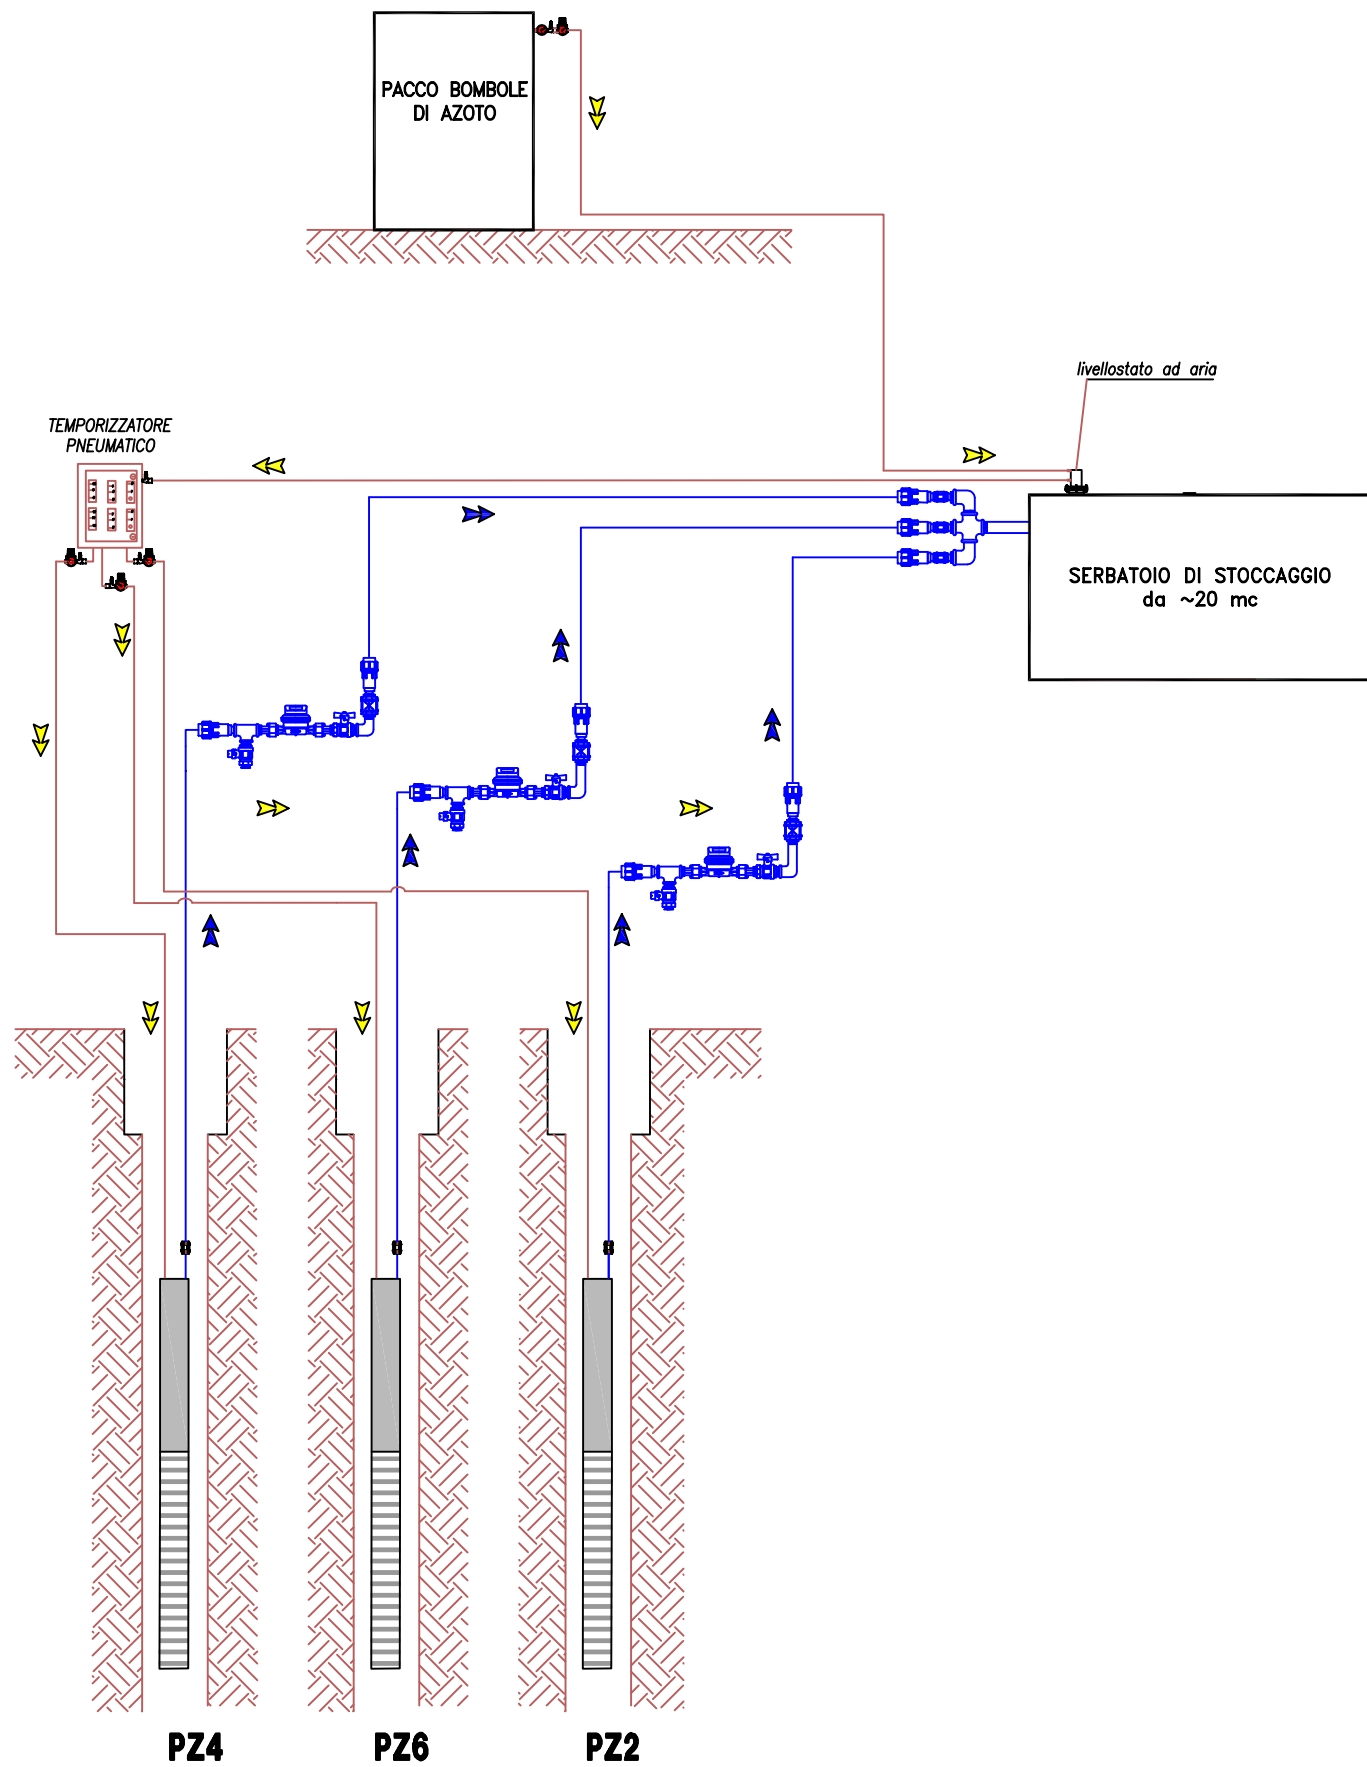 PACCO BOMBOLE
DI AZOTO
livellostato ad aria
TEMPORIZZATORE
PNEUMATICO
SERBATOIO DI STOCCAGGIO
da ~20 mc
PZ4
PZ6
PZ2